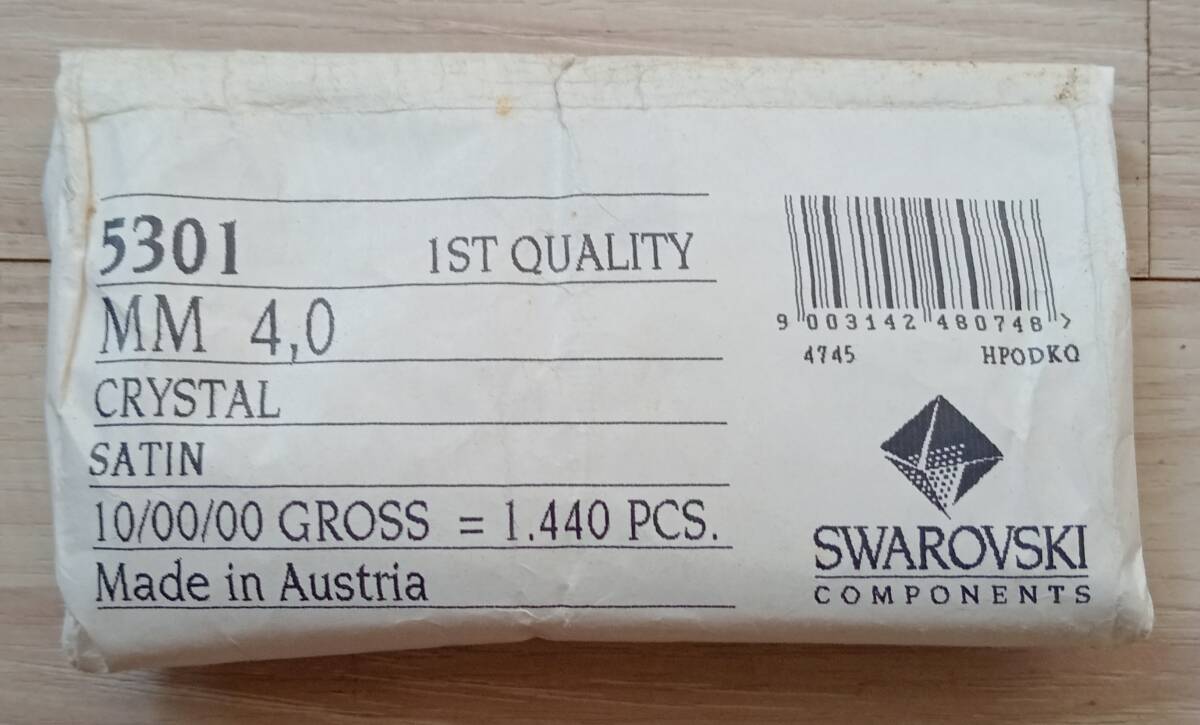 5301 1ST QUALITY
MM 4,0
CRYSTAL
SATIN
10/00/00 GROSS = 1.440 PCS.
Made in Austria
9 003142 480748 >
4745 HPODKQ
SWAROVSKI
COMPONENTS